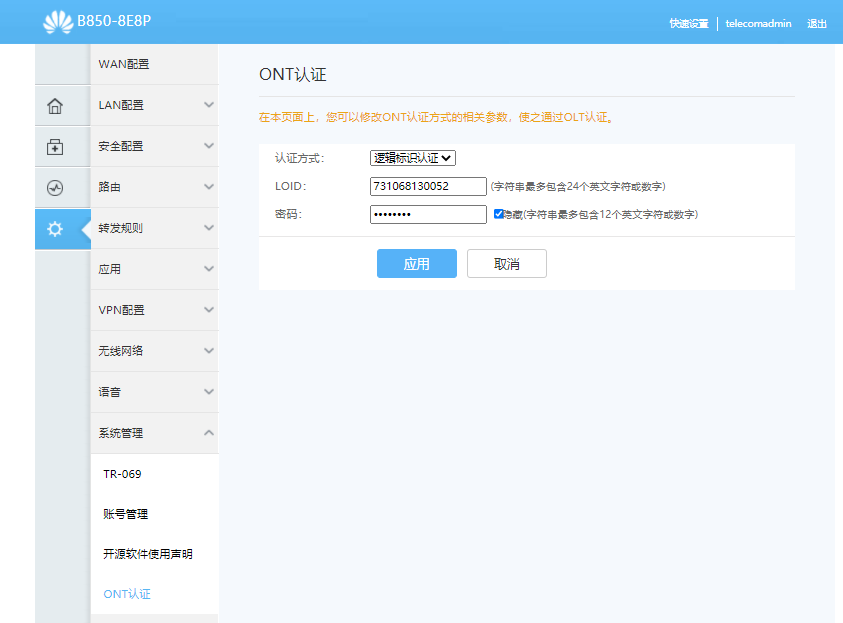 B850-8E8P
快速设置 telecomadmin 退出
WAN配置
LAN配置
安全配置
路由
转发规则
应用
VPN配置
无线网络
语音
系统管理
TR-069
账号管理
开源软件使用声明
ONT认证
ONT认证
在本页面上，您可以修改ONT认证方式的相关参数，使之通过OLT认证。
认证方式： 逻辑标识认证
LOID： 731068130052 (字符串最多包含24个英文字符或数字)
密码： •••••••• 隐藏(字符串最多包含12个英文字符或数字)
应用 取消